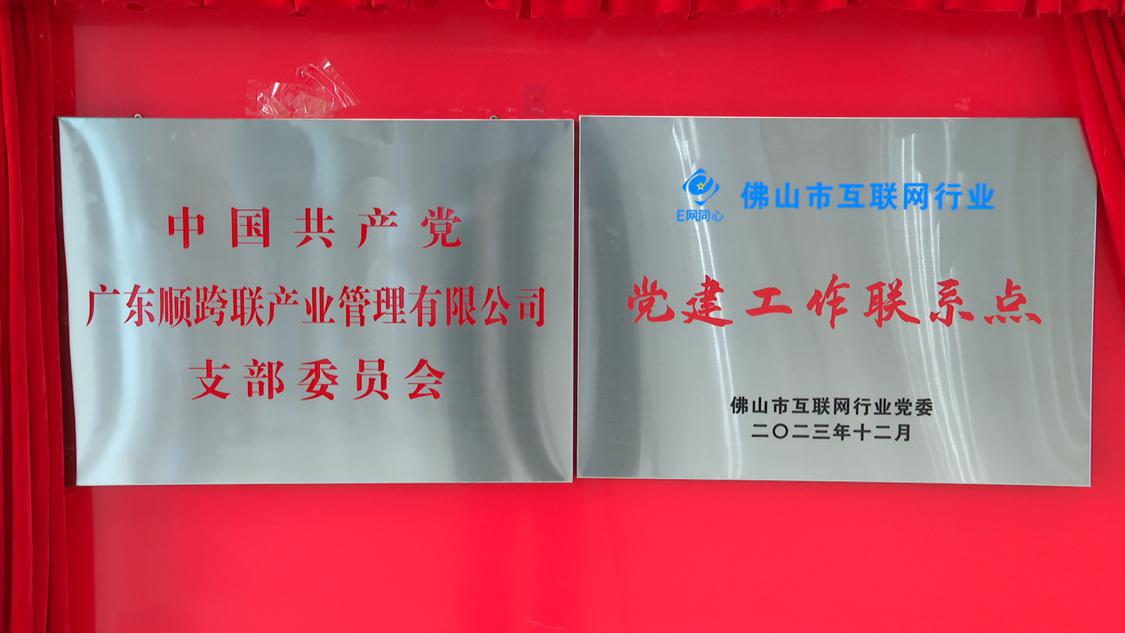 中国共产党
广东顺跨联产业管理有限公司
支部委员会
E网同心
佛山市互联网行业
党建工作联系点
佛山市互联网行业党委
二〇二三年十二月